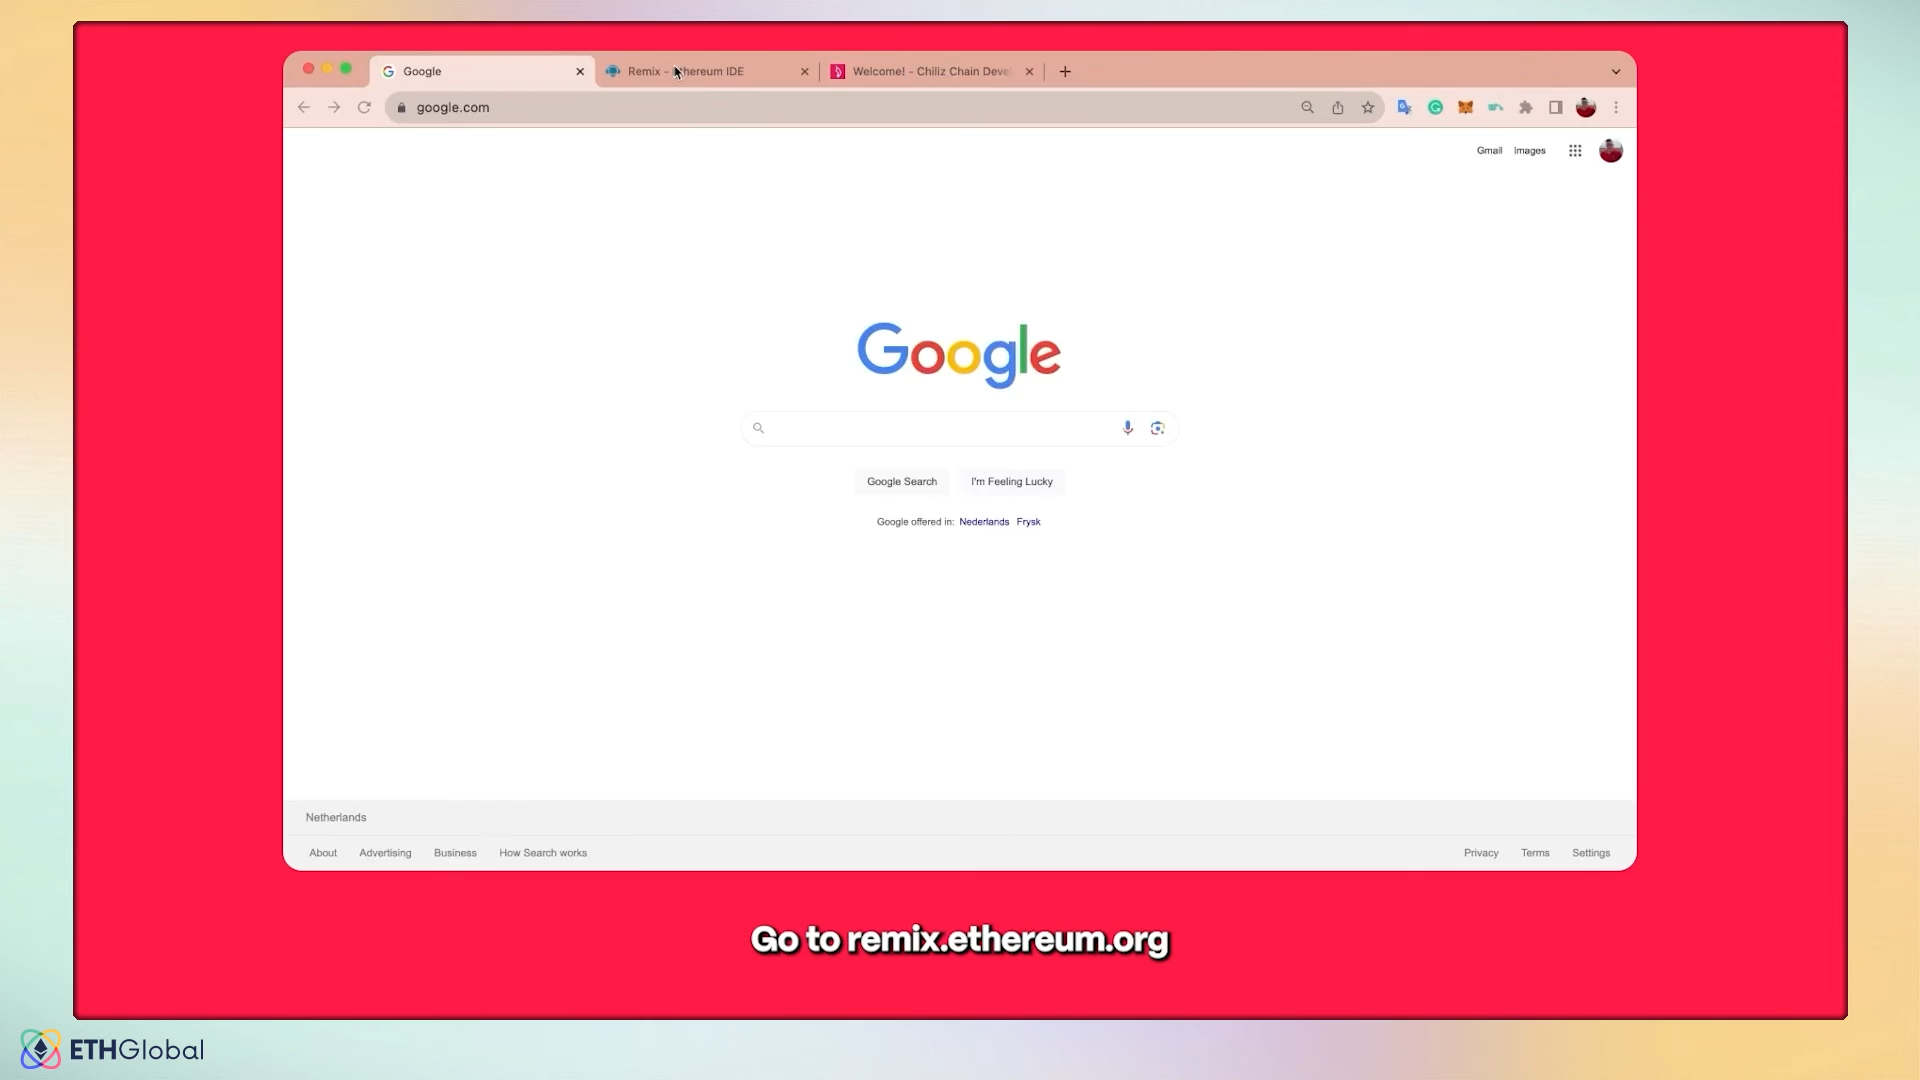 Google
Remix - Ethereum IDE
Welcome! - Chiliz Chain Deve
google.com
Gmail Images
Google
Google Search I'm Feeling Lucky
Google offered in: Nederlands Frysk
Netherlands
About Advertising Business How Search works Privacy Terms Settings
Go to remix.ethereum.org
ETHGlobal